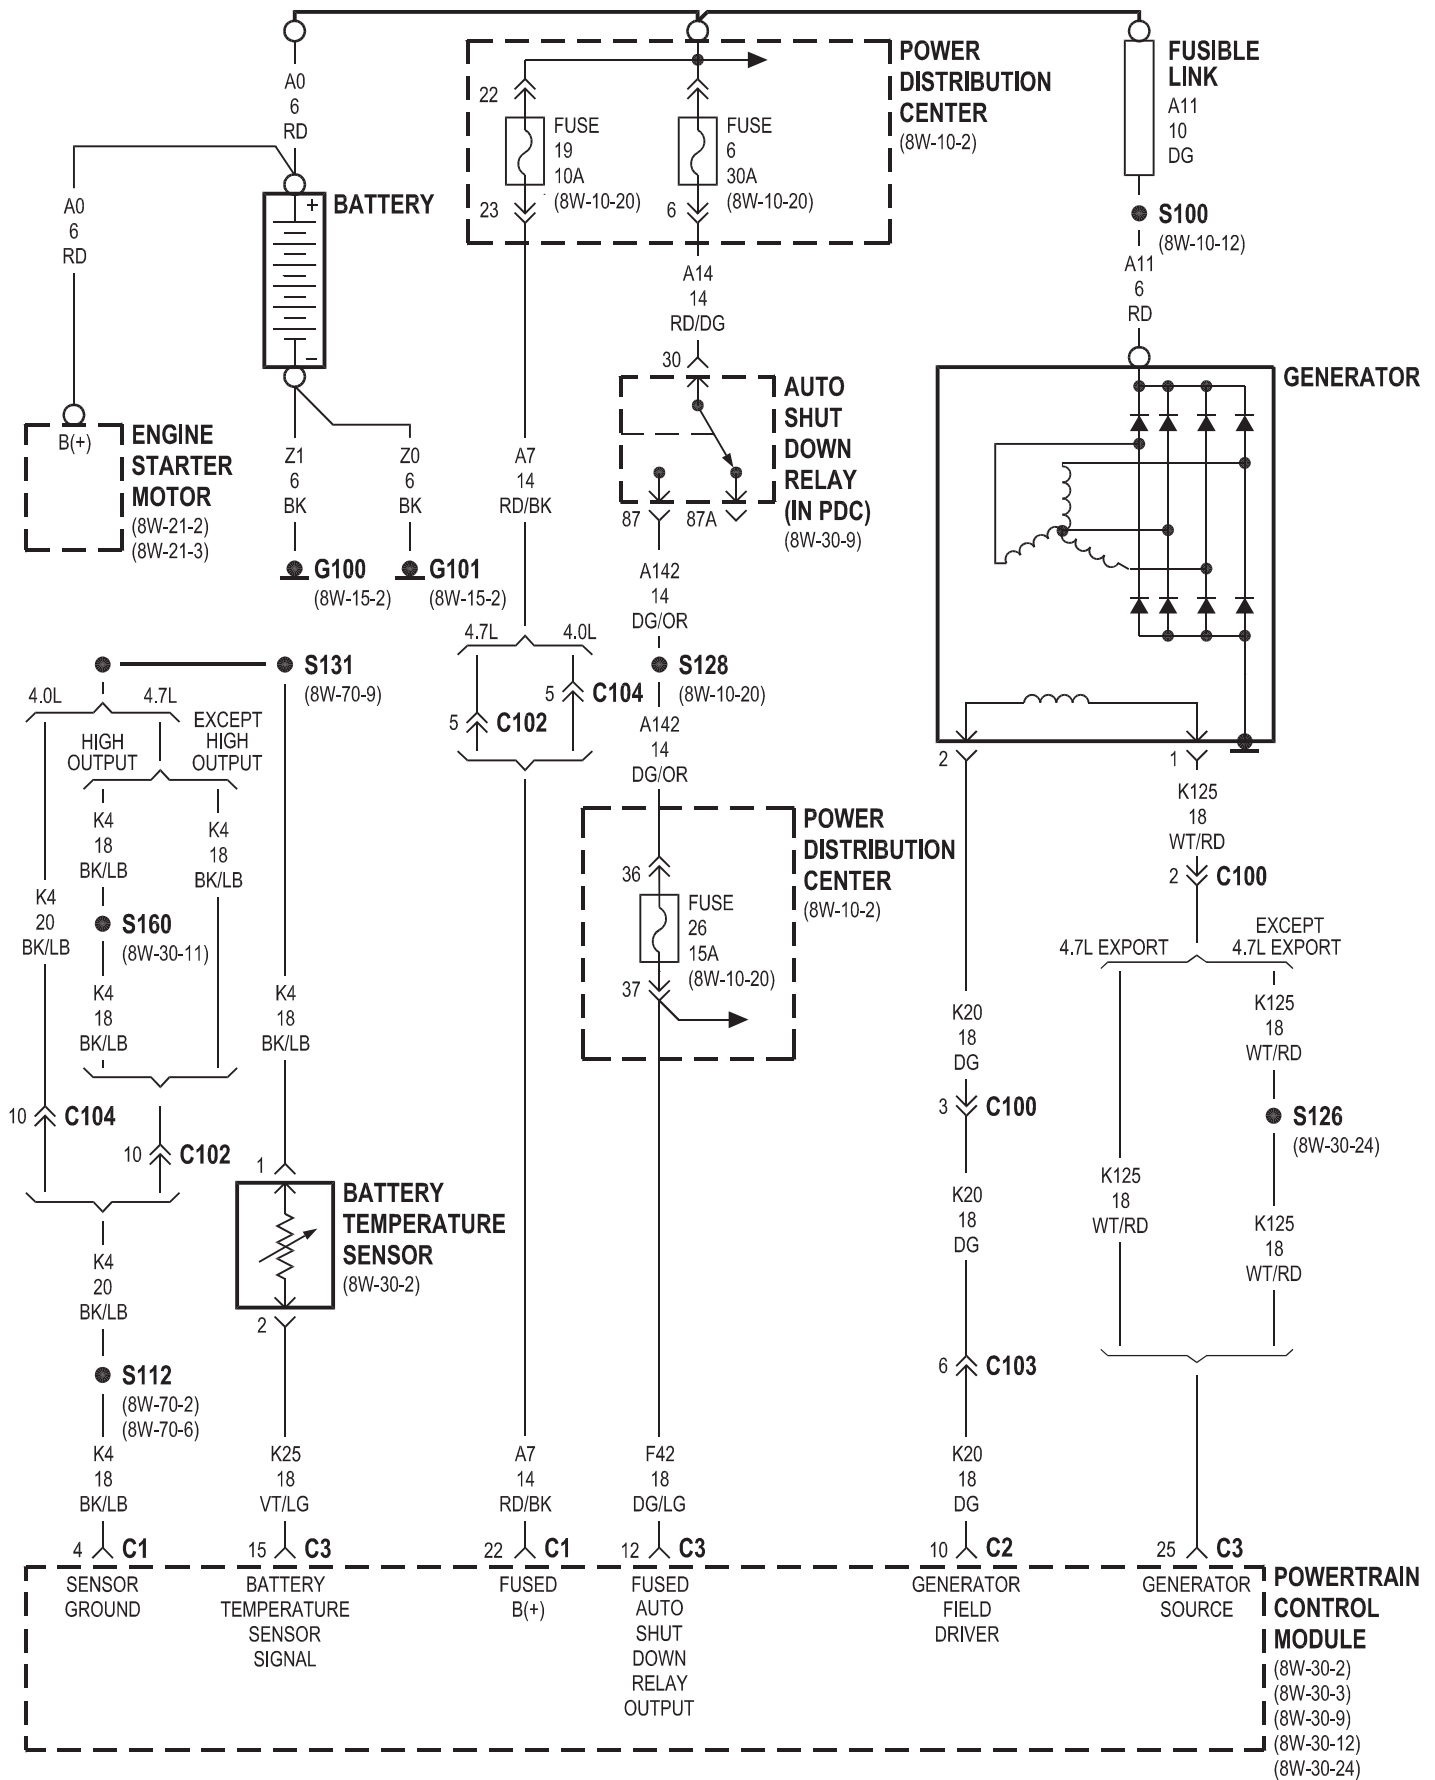 A0
6
RD
A0
6
RD
BATTERY
+
–
B(+)
ENGINE
STARTER
MOTOR
(8W-21-2)
(8W-21-3)
Z1
6
BK
Z0
6
BK
G100
(8W-15-2)
G101
(8W-15-2)
22
FUSE
19
10A
(8W-10-20)
23
FUSE
6
30A
(8W-10-20)
6
POWER
DISTRIBUTION
CENTER
(8W-10-2)
FUSIBLE
LINK
A11
10
DG
S100
(8W-10-12)
A11
6
RD
GENERATOR
A14
14
RD/DG
30
AUTO
SHUT
DOWN
RELAY
(IN PDC)
(8W-30-9)
87
87A
A7
14
RD/BK
A142
14
DG/OR
S128
(8W-10-20)
A142
14
DG/OR
4.7L
4.0L
5
C102
5
C104
S131
(8W-70-9)
4.0L
4.7L
HIGH
OUTPUT
EXCEPT
HIGH
OUTPUT
K4
18
BK/LB
K4
18
BK/LB
K4
20
BK/LB
S160
(8W-30-11)
K4
18
BK/LB
K4
18
BK/LB
10
C104
10
C102
K4
20
BK/LB
S112
(8W-70-2)
(8W-70-6)
K4
18
BK/LB
1
BATTERY
TEMPERATURE
SENSOR
(8W-30-2)
2
K25
18
VT/LG
A7
14
RD/BK
POWER
DISTRIBUTION
CENTER
(8W-10-2)
36
FUSE
26
15A
(8W-10-20)
37
F42
18
DG/LG
2
1
K125
18
WT/RD
2
C100
4.7L EXPORT
EXCEPT
4.7L EXPORT
K20
18
DG
3
C100
K20
18
DG
6
C103
K20
18
DG
K125
18
WT/RD
S126
(8W-30-24)
K125
18
WT/RD
K125
18
WT/RD
4
C1
15
C3
22
C1
12
C3
10
C2
25
C3
SENSOR
GROUND
BATTERY
TEMPERATURE
SENSOR
SIGNAL
FUSED
B(+)
FUSED
AUTO
SHUT
DOWN
RELAY
OUTPUT
GENERATOR
FIELD
DRIVER
GENERATOR
SOURCE
POWERTRAIN
CONTROL
MODULE
(8W-30-2)
(8W-30-3)
(8W-30-9)
(8W-30-12)
(8W-30-24)